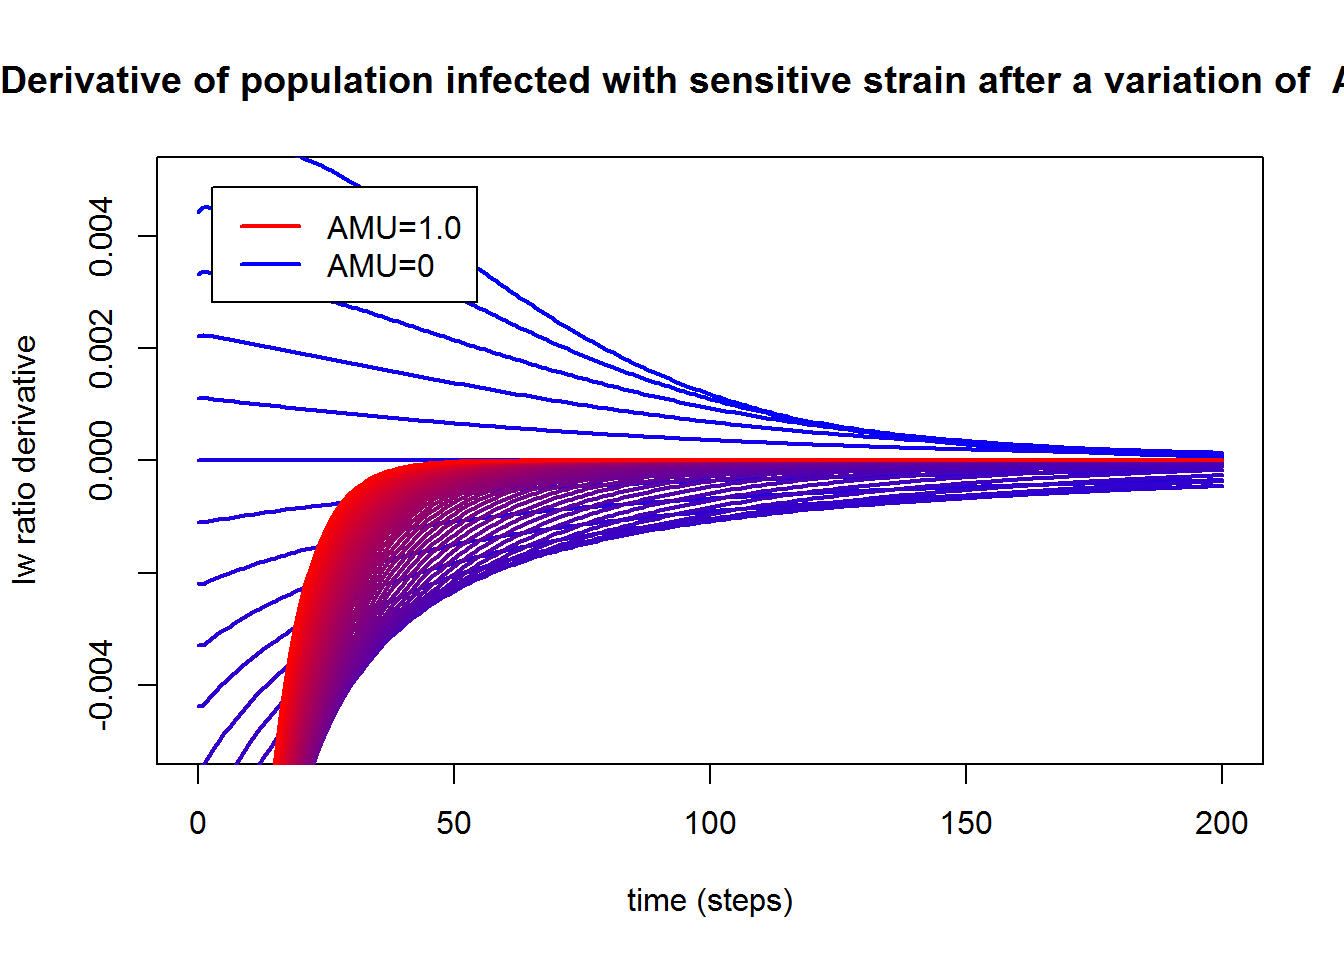 Derivative of population infected with sensitive strain after a variation of
AMU=1.0
AMU=0
Iw ratio derivative
0.004
0.002
0.000
-0.004
0
50
100
150
200
time (steps)